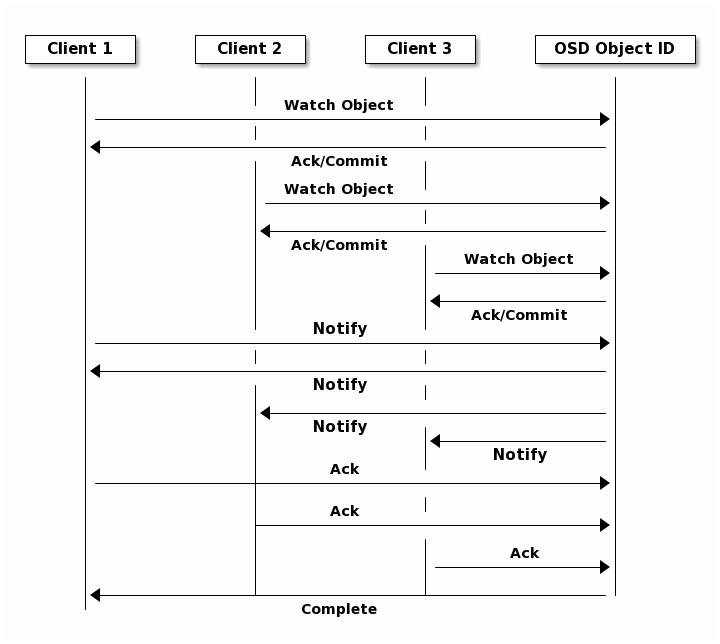 Client 1
Client 2
Client 3
OSD Object ID
Watch Object
Ack/Commit
Watch Object
Ack/Commit
Watch Object
Ack/Commit
Notify
Notify
Notify
Notify
Ack
Ack
Ack
Complete